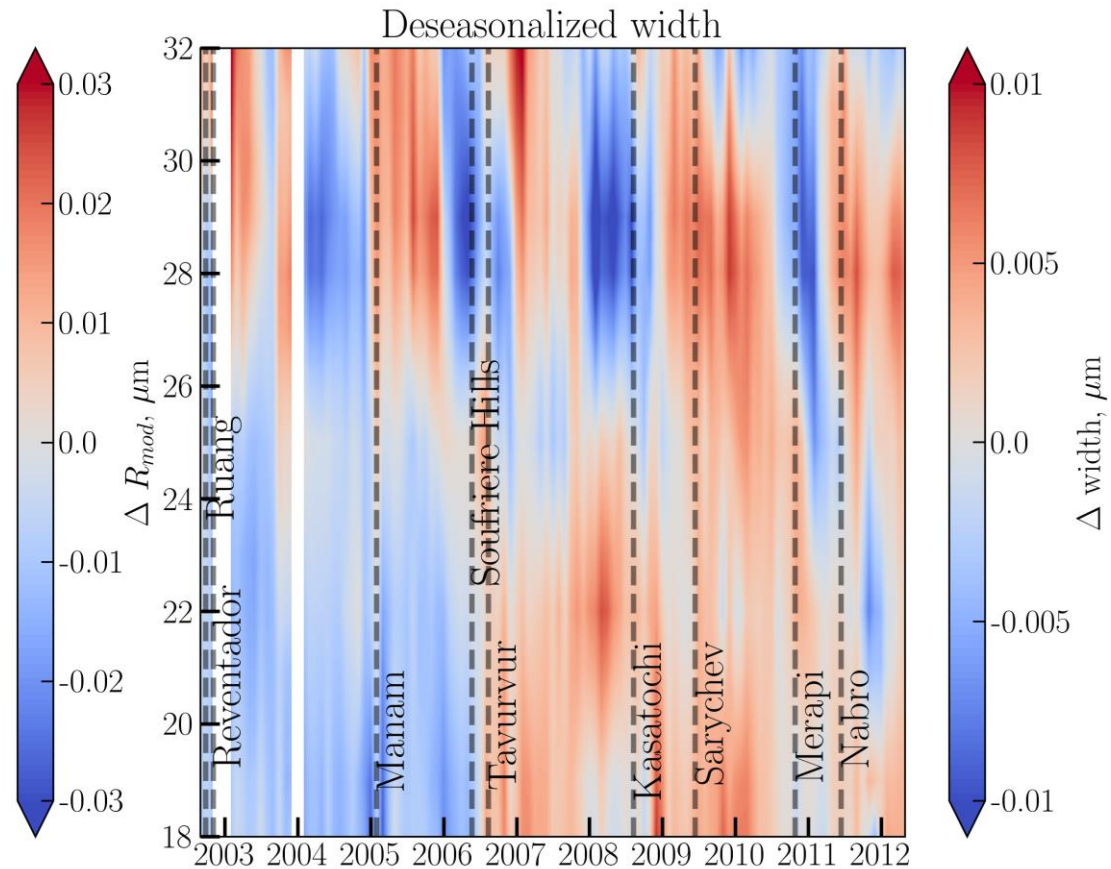 Deseasonalized width
0.03
0.02
0.01
0.0
-0.01
-0.02
-0.03
Δ R_{mod}, μm
32
30
28
26
24
22
20
18
Reventador
Ruang
Manam
Soufriere Hills
Tavurvur
Kasatochi
Sarychev
Merapi
Nabro
2003 2004 2005 2006 2007 2008 2009 2010 2011 2012
0.01
0.005
0.0
-0.005
-0.01
Δ width, μm